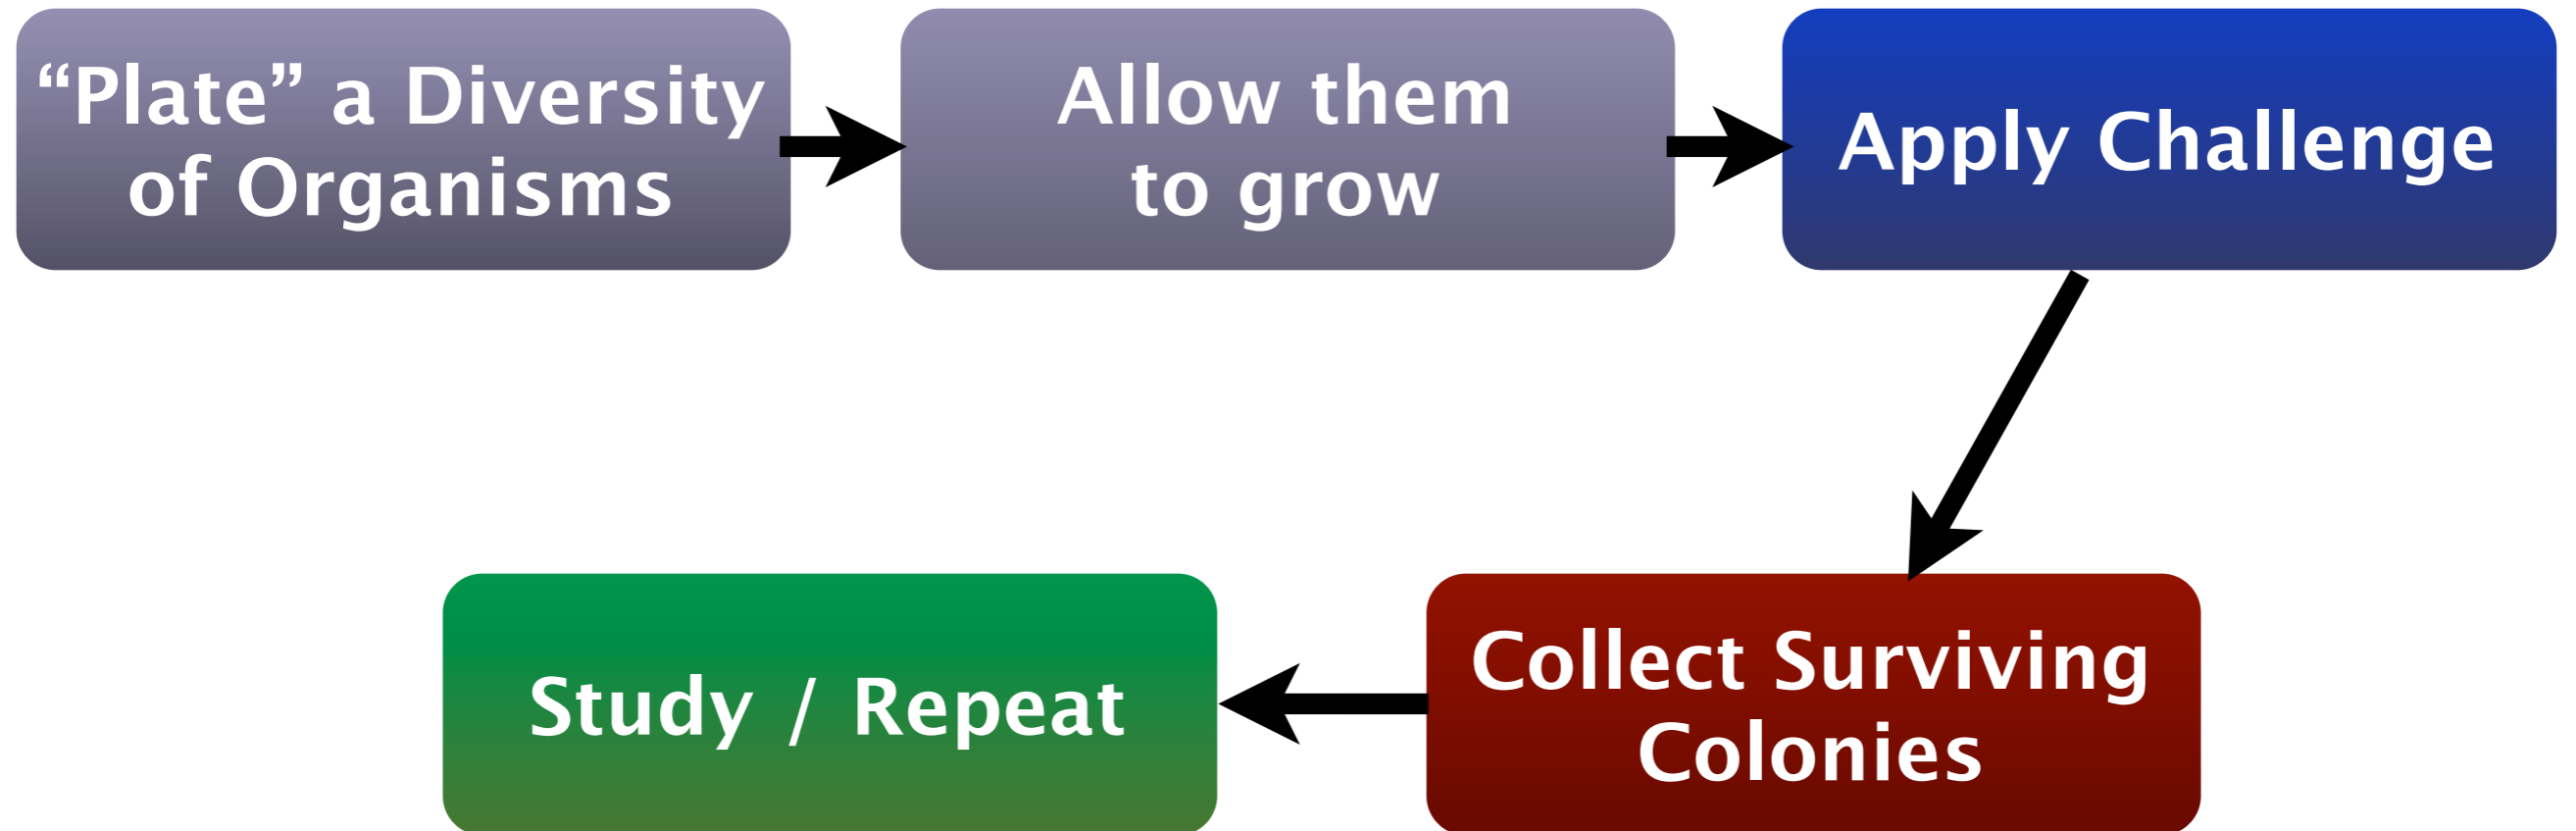 “Plate” a Diversity
of Organisms
Allow them
to grow
Apply Challenge
Collect Surviving
Colonies
Study / Repeat